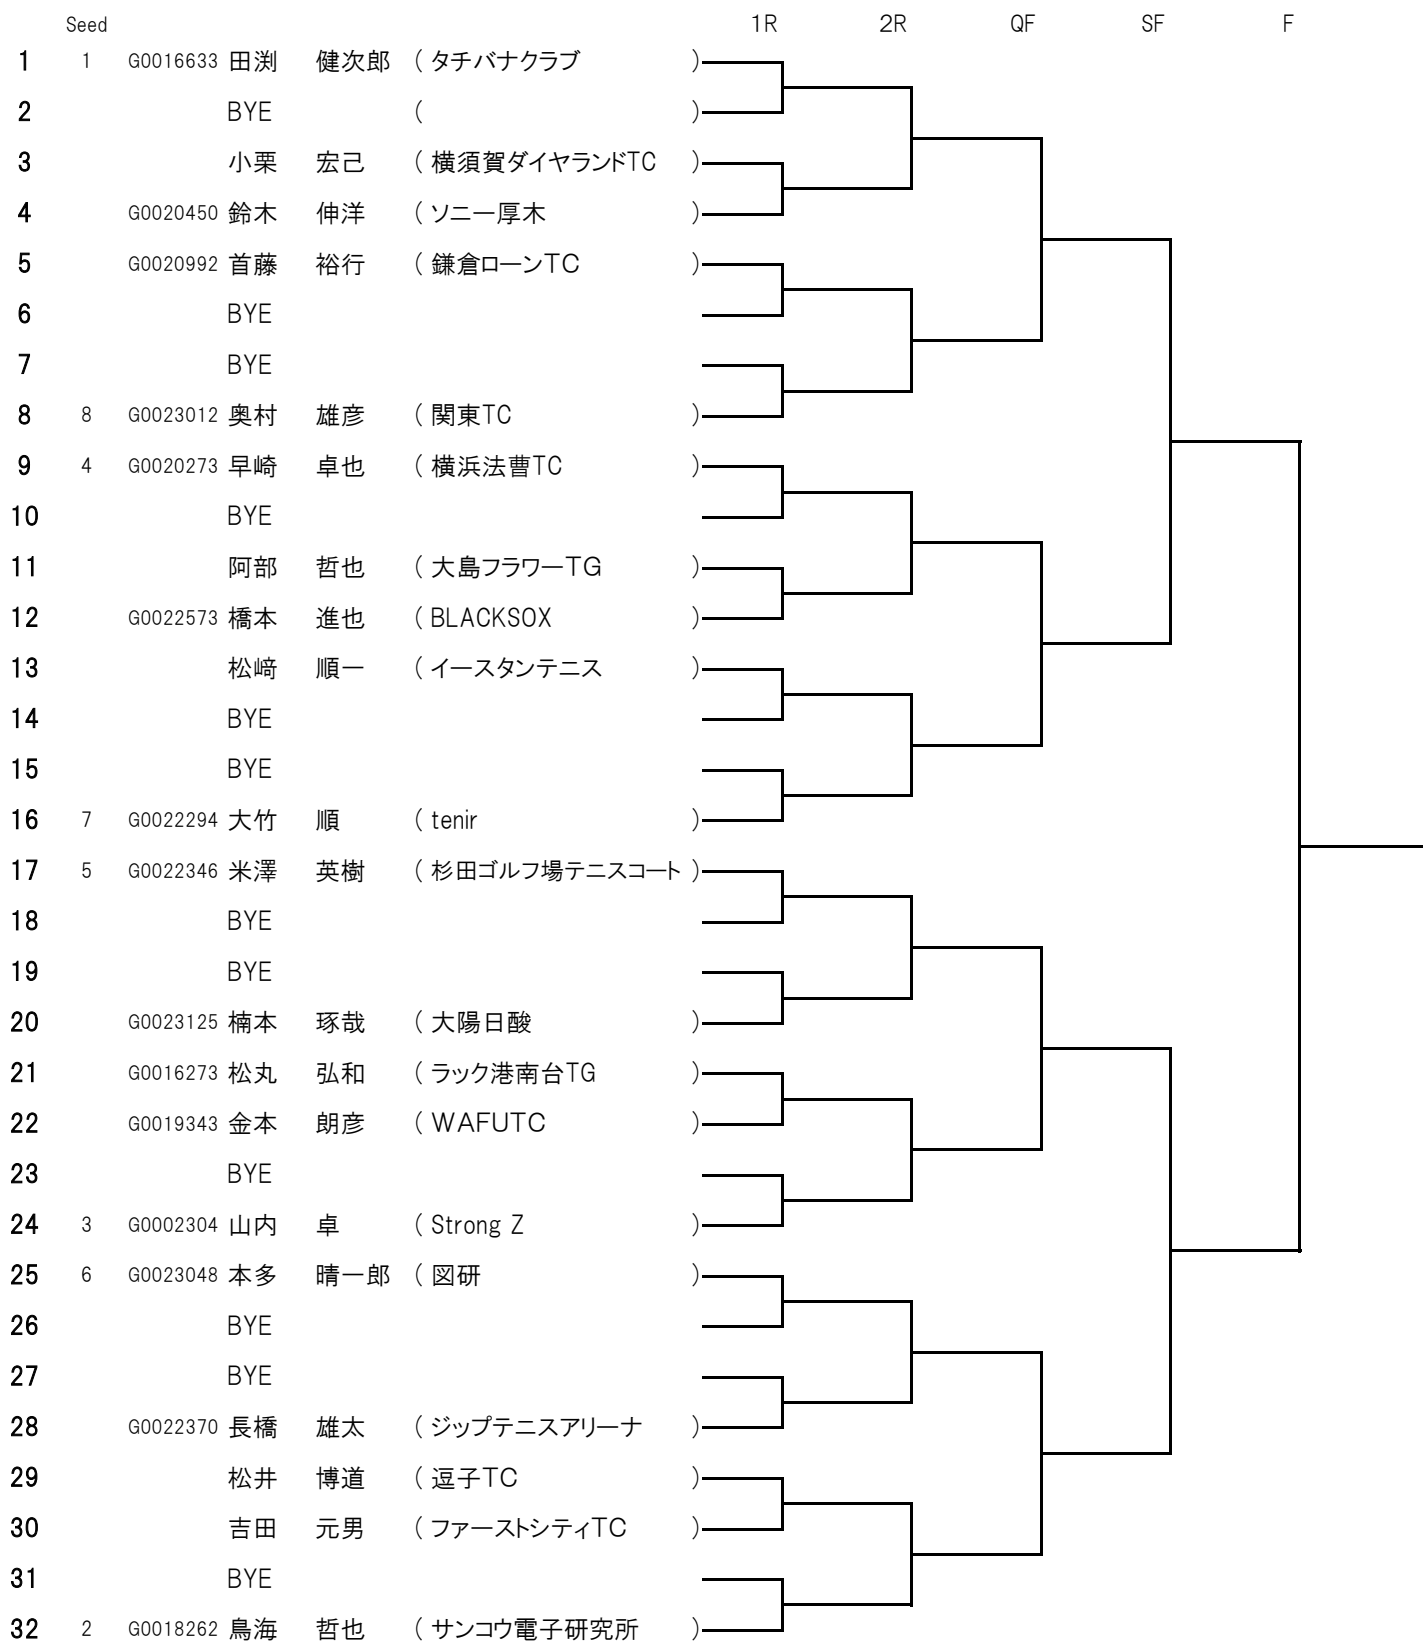 Seed 1R 2R QF SF F
1 1 G0016633 田渕 健次郎 ( タチバナクラブ )
2 BYE ( )
3 小栗 宏己 ( 横須賀ダイヤランドTC )
4 G0020450 鈴木 伸洋 ( ソニー厚木 )
5 G0020992 首藤 裕行 ( 鎌倉ローンTC )
6 BYE
7 BYE
8 8 G0023012 奥村 雄彦 ( 関東TC )
9 4 G0020273 早崎 卓也 ( 横浜法曹TC )
10 BYE
11 阿部 哲也 ( 大島フラワーTG )
12 G0022573 橋本 進也 ( BLACKSOX )
13 松﨑 順一 ( イースタンテニス )
14 BYE
15 BYE
16 7 G0022294 大竹 順 ( tenir )
17 5 G0022346 米澤 英樹 ( 杉田ゴルフ場テニスコート )
18 BYE
19 BYE
20 G0023125 楠本 琢哉 ( 大陽日酸 )
21 G0016273 松丸 弘和 ( ラック港南台TG )
22 G0019343 金本 朗彦 ( WAFUTC )
23 BYE
24 3 G0002304 山内 卓 ( Strong Z )
25 6 G0023048 本多 晴一郎 ( 図研 )
26 BYE
27 BYE
28 G0022370 長橋 雄太 ( ジップテニスアリーナ )
29 松井 博道 ( 逗子TC )
30 吉田 元男 ( ファーストシティTC )
31 BYE
32 2 G0018262 鳥海 哲也 ( サンコウ電子研究所 )